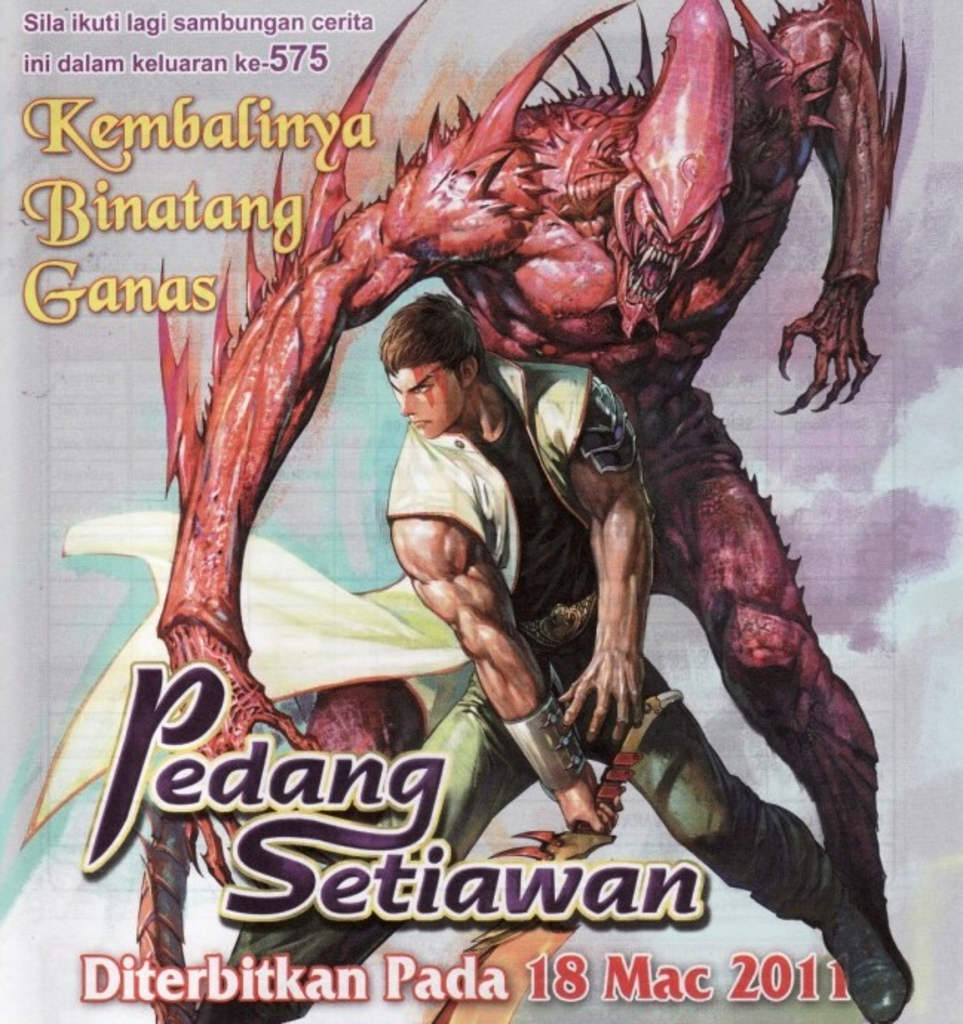 Sila ikuti lagi sambungan cerita
ini dalam keluaran ke-575
Kembalinya
Binatang
Ganas
Pedang
Setiawan
Diterbitkan Pada 18 Mac 2011